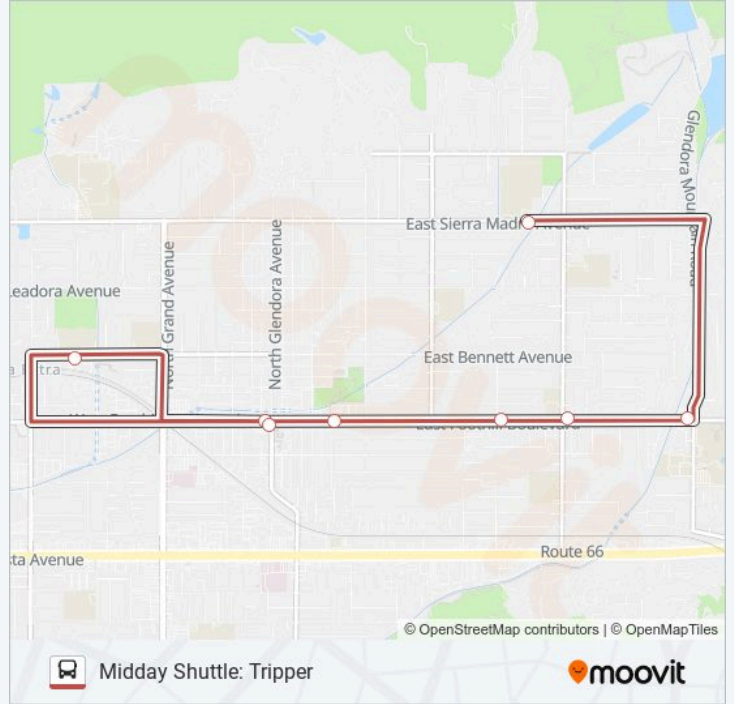 Glendora Mountain Road
East Sierra Madre Avenue
North Grand Avenue
North Glendora Avenue
Leadora Avenue
East Bennett Avenue
East Foothill Boulevard
Route 66
sta Avenue
© OpenStreetMap contributors | © OpenMapTiles
Midday Shuttle: Tripper
moovit